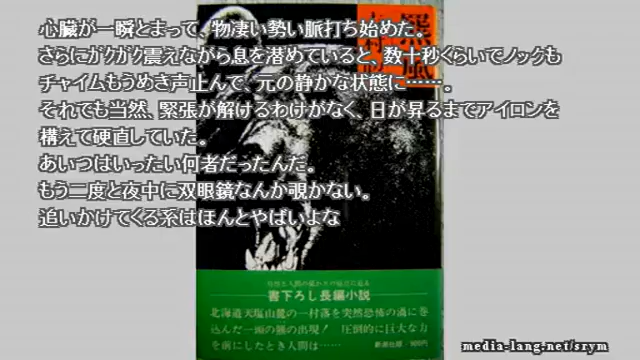 心臓が一瞬とまって、物凄い勢い脈打ち始めた。
さらにガクガク震えながら息を潜めていると、数十秒くらいでノックも
チャイムもうめき声止んで、元の静かな状態に……。
それでも当然、緊張が解けるわけがなく、日が昇るまでアイロンを
構えて硬直していた。
あいつはいったい何者だったんだ。
もう二度と夜中に双眼鏡なんか覗かない。
追いかけてくる系はほんとやばいよな
書下ろし長編小説
北海道天塩山麓の一村落を突然恐怖の渦に巻
込んだ一頭の羆の出現! 圧倒的に巨大な力
を前にしたとき人間は……
新潮社版・900円
media-lang.net/srym